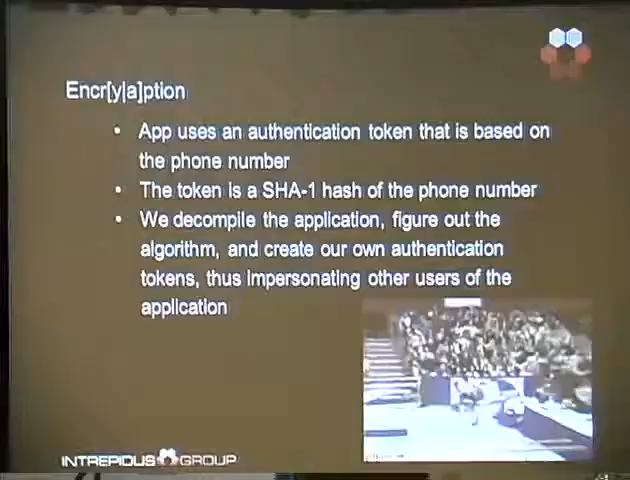 Encr[y|a]ption
• App uses an authentication token that is based on
the phone number
• The token is a SHA-1 hash of the phone number
• We decompile the application, figure out the
algorithm, and create our own authentication
tokens, thus impersonating other users of the
application
INTREPIDUS GROUP